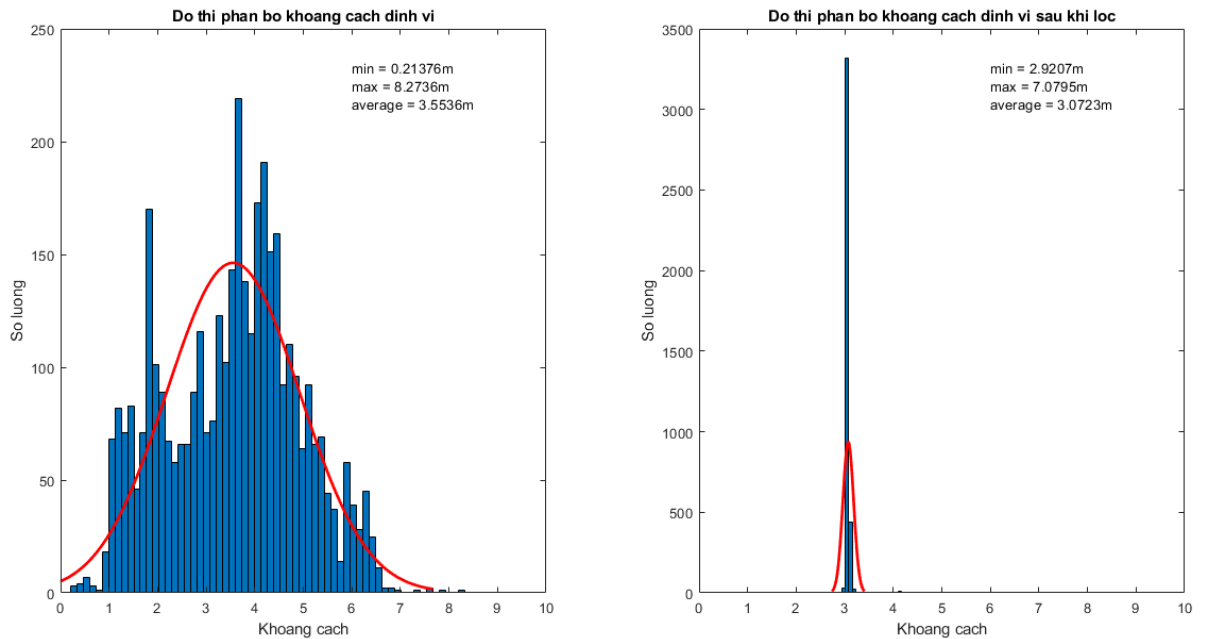 Do thi phan bo khoang cach dinh vi
250
200
150
100
50
0
So luong
min = 0.21376m
max = 8.2736m
average = 3.5536m
0 1 2 3 4 5 6 7 8 9 10
Khoang cach
Do thi phan bo khoang cach dinh vi sau khi loc
3500
3000
2500
2000
1500
1000
500
0
So luong
min = 2.9207m
max = 7.0795m
average = 3.0723m
0 1 2 3 4 5 6 7 8 9 10
Khoang cach